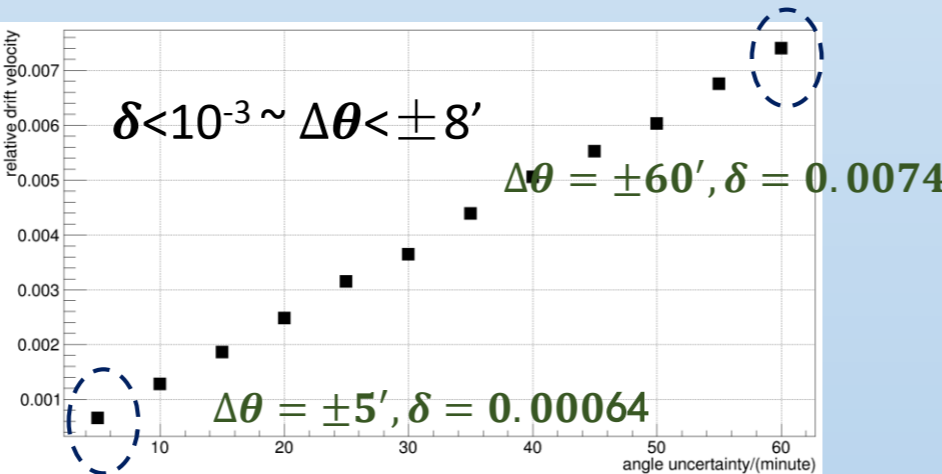 relative drift velocity
0.007
0.006
0.005
0.004
0.003
0.002
0.001
δ<10⁻³ ~ Δθ<±8′
Δθ = ±60′, δ = 0.0074
Δθ = ±5′, δ = 0.00064
10 20 30 40 50 60
angle uncertainty/(minute)